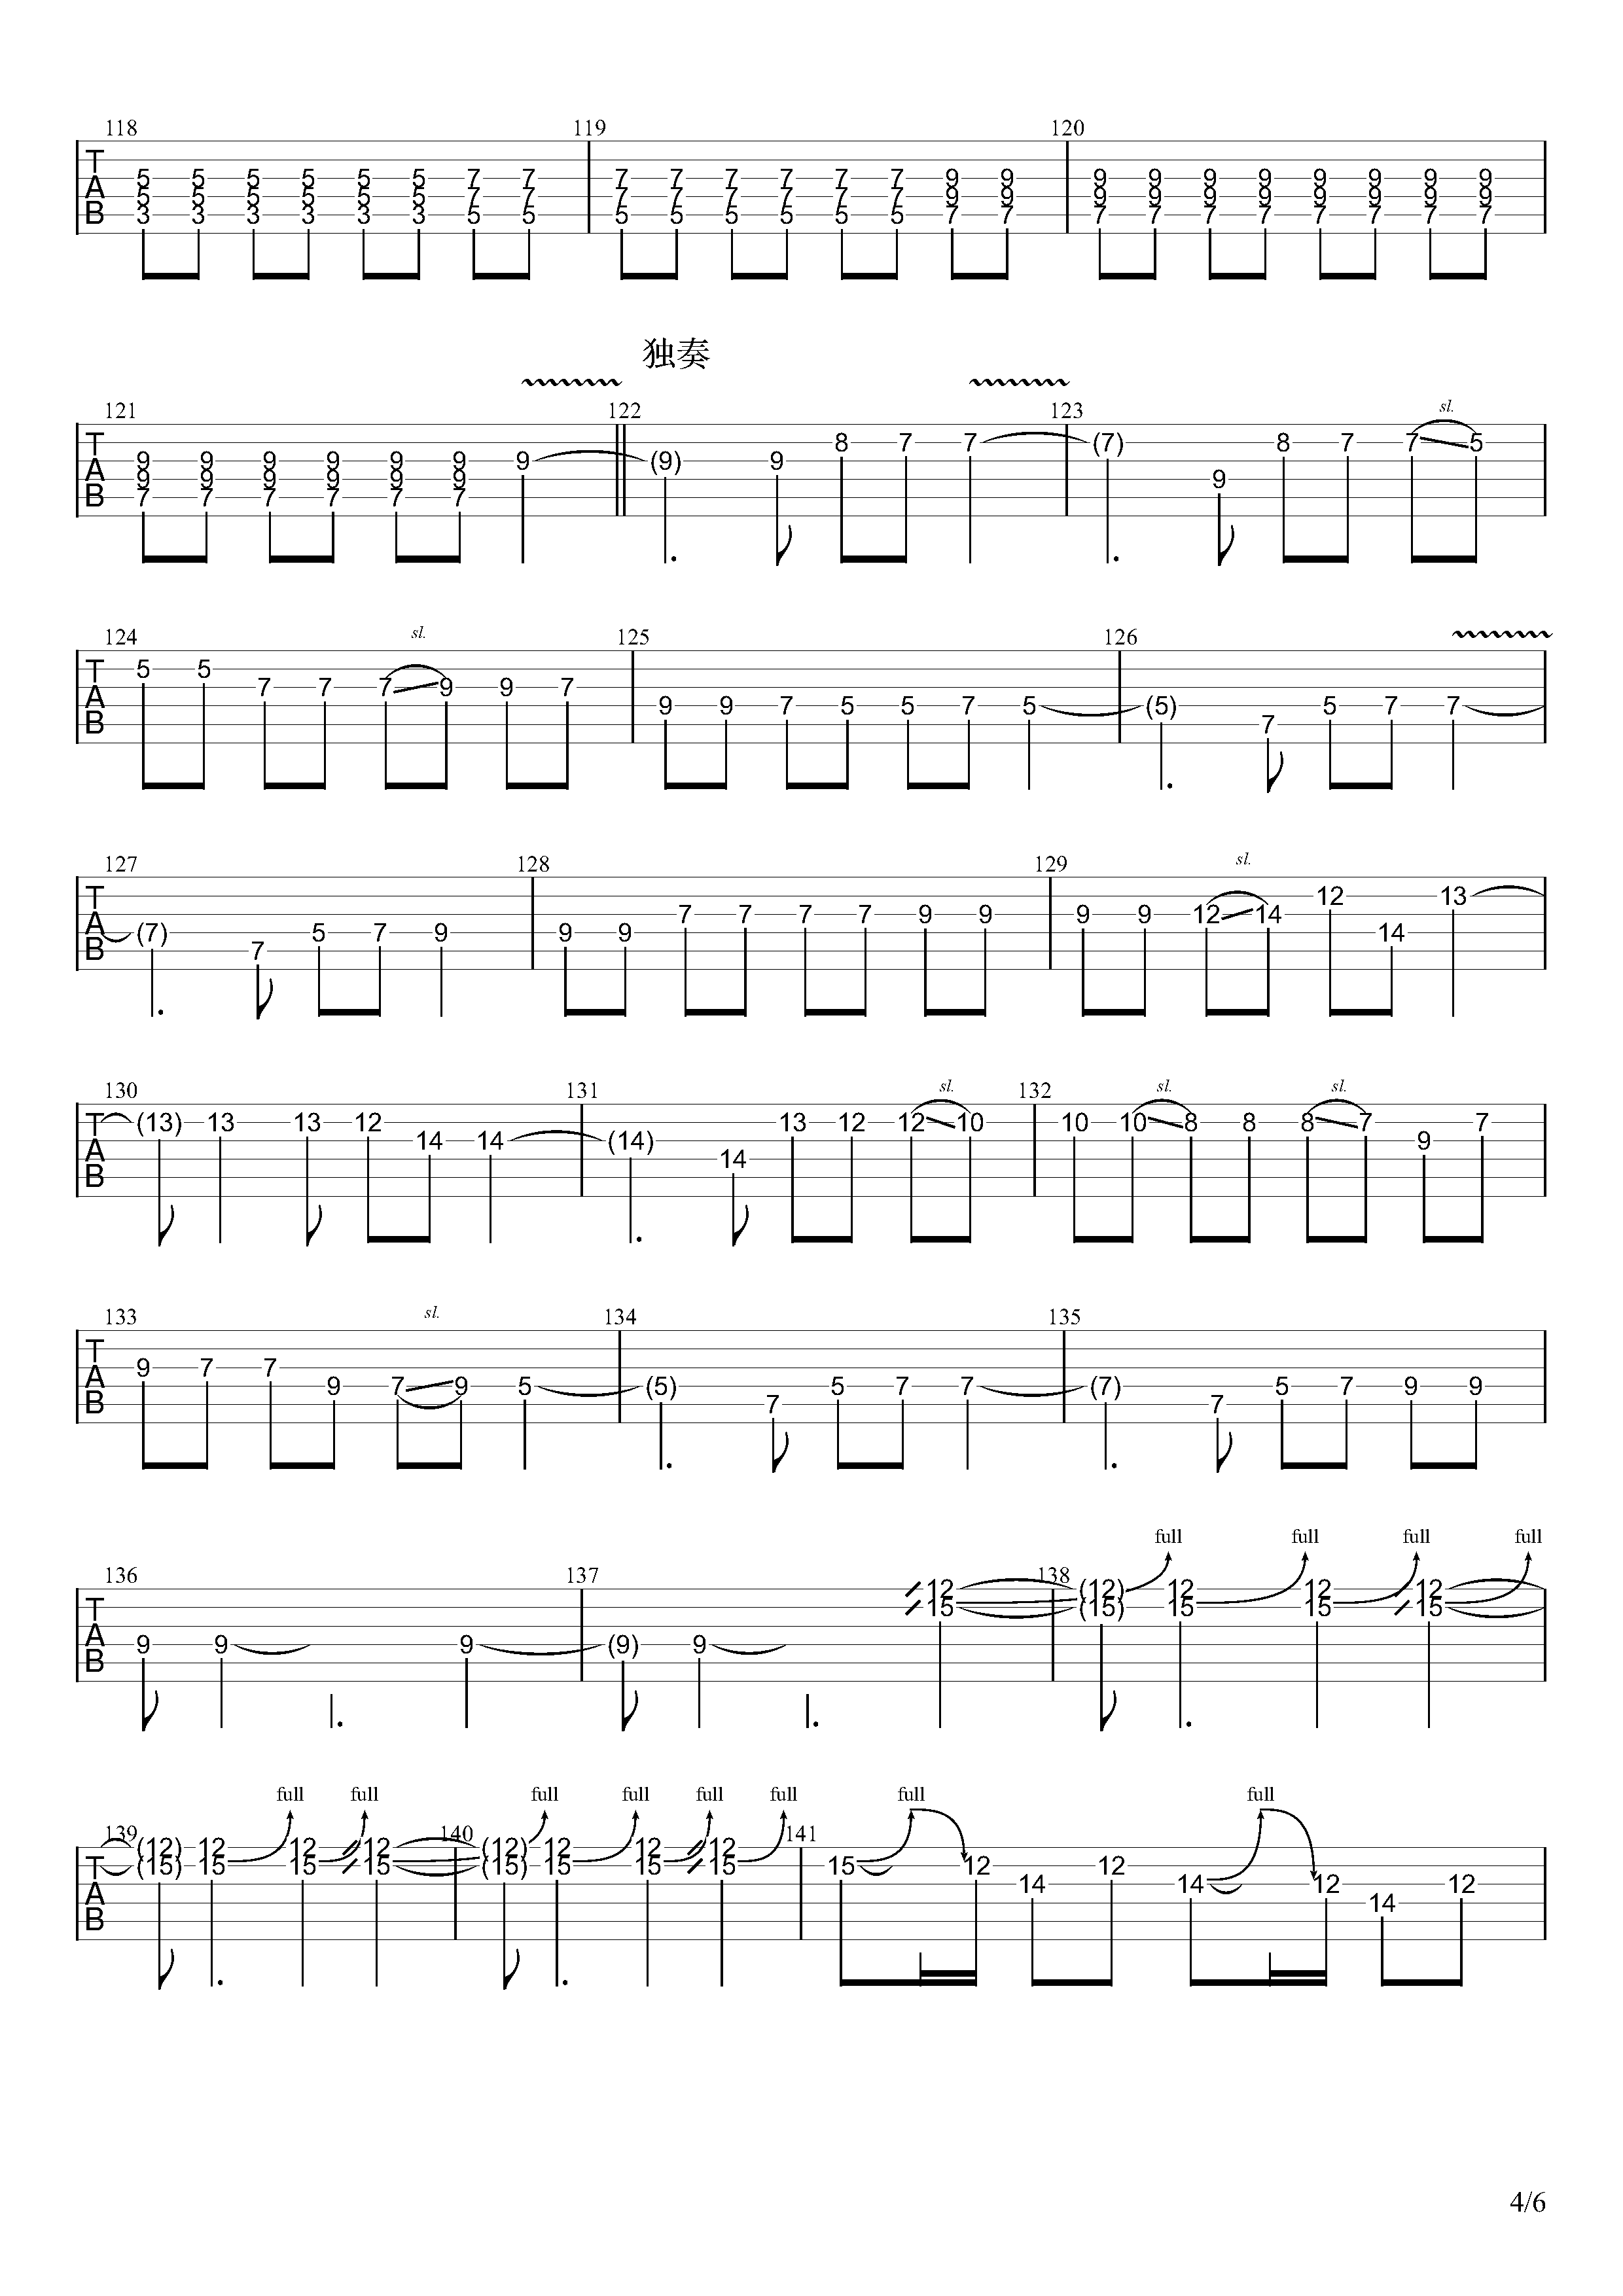 118 119 120
T 5 5 5 5 5 5 7 7 7 7 7 7 7 7 9 9 9 9 9 9 9 9 9 9
A 5 5 5 5 5 5 7 7 7 7 7 7 7 7 9 9 9 9 9 9 9 9 9 9
B 3 3 3 3 3 3 5 5 5 5 5 5 5 5 7 7 7 7 7 7 7 7 7 7
独奏
121 122 123 sl.
T 8 7 7 (7) 8 7 7 5
A 9 9 9 9 9 9 9 (9) 9
9 9 9 9 9 9 9
B 7 7 7 7 7 7
124 sl. 125 126
T 5 5
A 7 7 7 9 9 7
9 9 7 5 5 7 5 (5) 5 7 7
B 7
127 128 129 sl.
T 12 13
A 7 7 7 7 9 9 9 9 12 14
(7) 5 7 9 9 9 14
B 7
130 131 sl. 132 sl. sl.
T (13) 13 13 12 13 12 12 10 10 10 8 8 8 7 7
A 14 14 (14) 9
14
B
133 sl. 134 135
T
A 9 7 7
9 7 9 5 (5) 5 7 7 (7) 5 7 9 9
B 7 7
full full full full
136 137 138
12 (12) 12 12 12
T 15 (15) 15 15 15
A 9 9 9 (9) 9
B
full full full full full full full full
139 140 141
(12) 12 12 12 (12) 12 12 12
T (15) 15 15 15 (15) 15 15 15 15 12 12
A 14 14 12 12
14
B
4/6